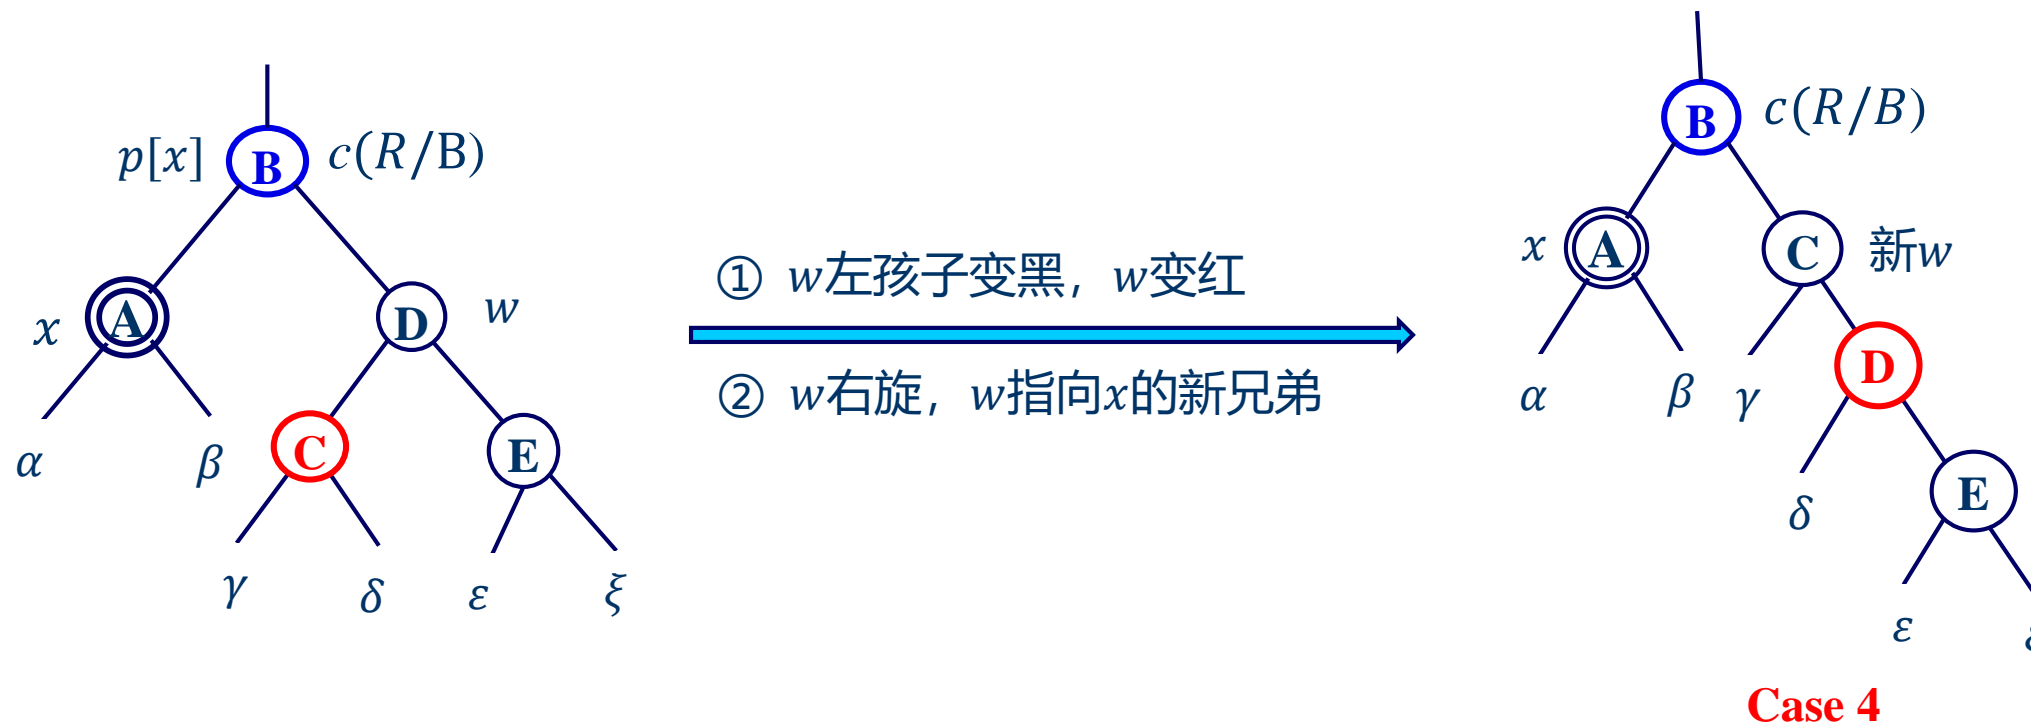 p[x] B c(R/B)
x A D w
C E
α β
γ δ ε ξ
① w左孩子变黑，w变红
② w右旋，w指向x的新兄弟
B c(R/B)
x A C 新w
D
α β γ
E
δ
ε
Case 4